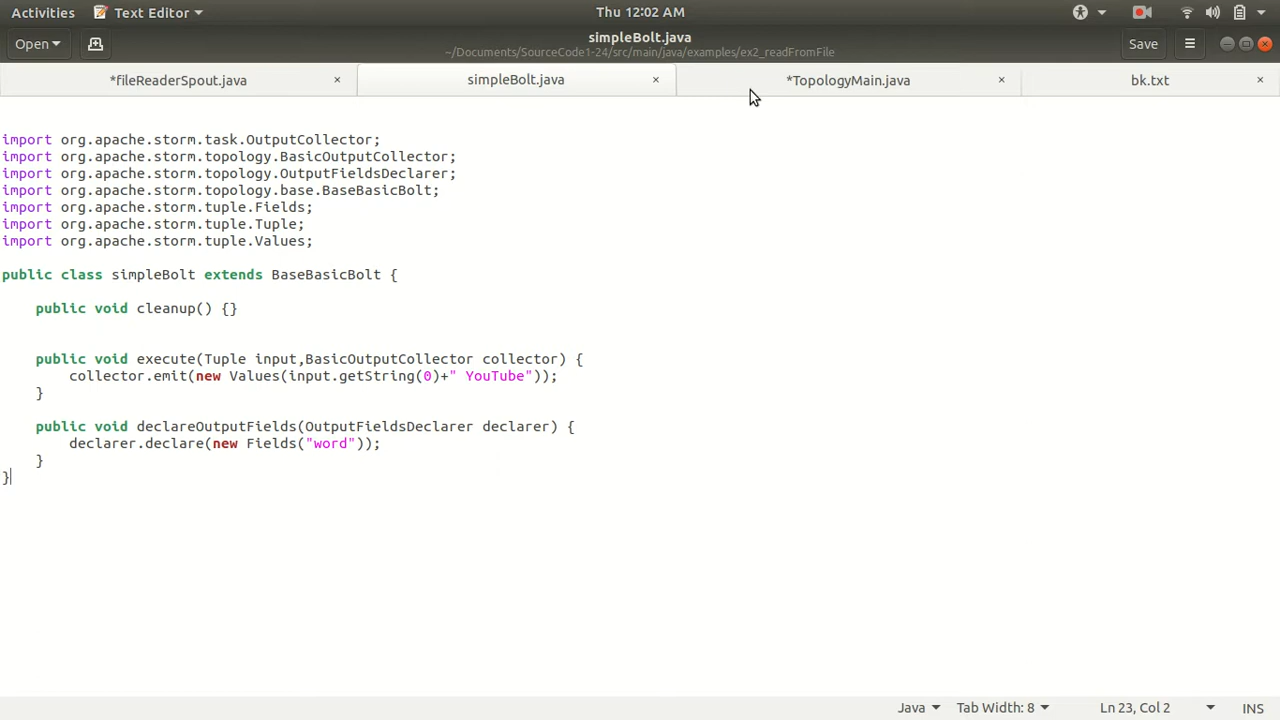 Activities Text Editor Thu 12:02 AM
Open simpleBolt.java Save
~/Documents/SourceCode1-24/src/main/java/examples/ex2_readFromFile
*fileReaderSpout.java × simpleBolt.java × *TopologyMain.java × bk.txt ×
import org.apache.storm.task.OutputCollector;
import org.apache.storm.topology.BasicOutputCollector;
import org.apache.storm.topology.OutputFieldsDeclarer;
import org.apache.storm.topology.base.BaseBasicBolt;
import org.apache.storm.tuple.Fields;
import org.apache.storm.tuple.Tuple;
import org.apache.storm.tuple.Values;
public class simpleBolt extends BaseBasicBolt {
public void cleanup() {}
public void execute(Tuple input,BasicOutputCollector collector) {
collector.emit(new Values(input.getString(0)+" YouTube"));
}
public void declareOutputFields(OutputFieldsDeclarer declarer) {
declarer.declare(new Fields("word"));
}
}
Java Tab Width: 8 Ln 23, Col 2 INS